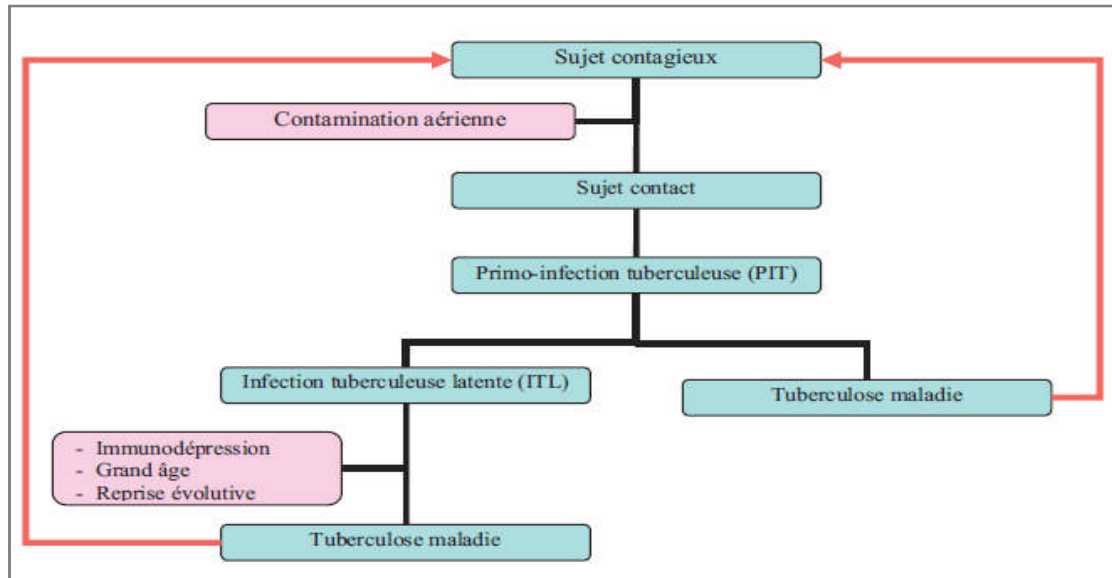 Sujet contagieux
Contamination aérienne
Sujet contact
Primo-infection tuberculeuse (PIT)
Infection tuberculeuse latente (ITL)
Tuberculose maladie
- Immunodépression
- Grand âge
- Reprise évolutive
Tuberculose maladie